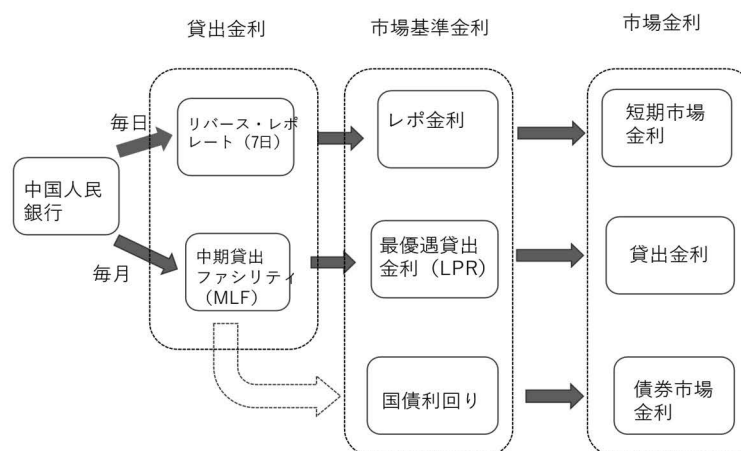 貸出金利
市場基準金利
市場金利
毎日
リバース・レポ
レート（7日）
レポ金利
短期市場
金利
中国人民
銀行
毎月
中期貸出
ファシリティ
（MLF）
最優遇貸出
金利（LPR）
貸出金利
国債利回り
債券市場
金利